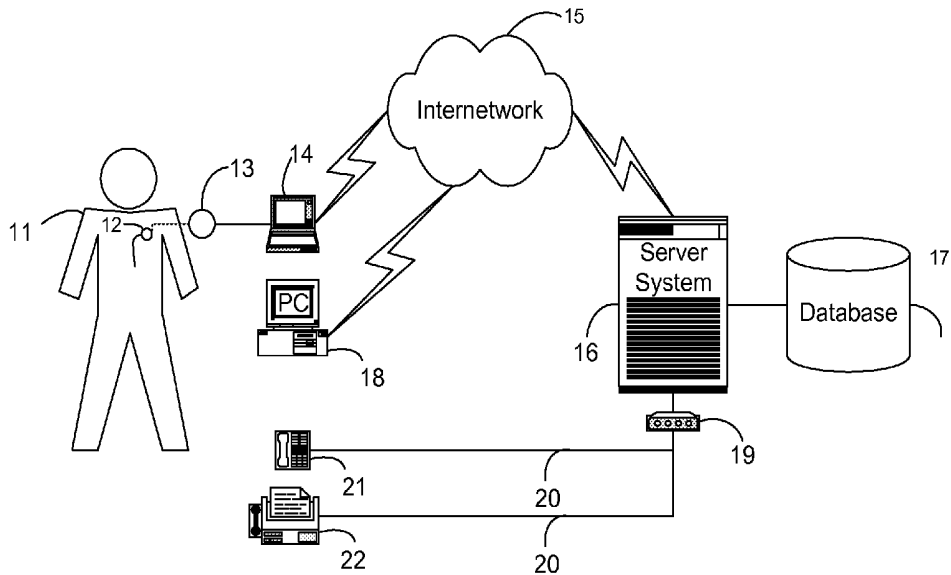 15
Internetwork
14
13
11
12
Server
System
17
PC
Database
16
18
19
21
20
22
20